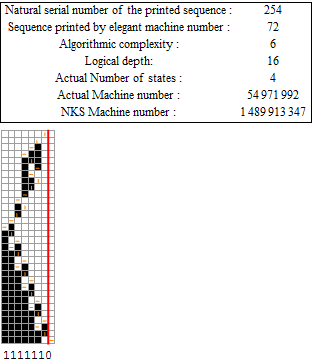 Natural serial number of the printed sequence : 254
Sequence printed by elegant machine number : 72
Algorithmic complexity : 6
Logical depth: 16
Actual Number of states : 4
Actual Machine number : 54 971 992
NKS Machine number : 1 489 913 347
1111110